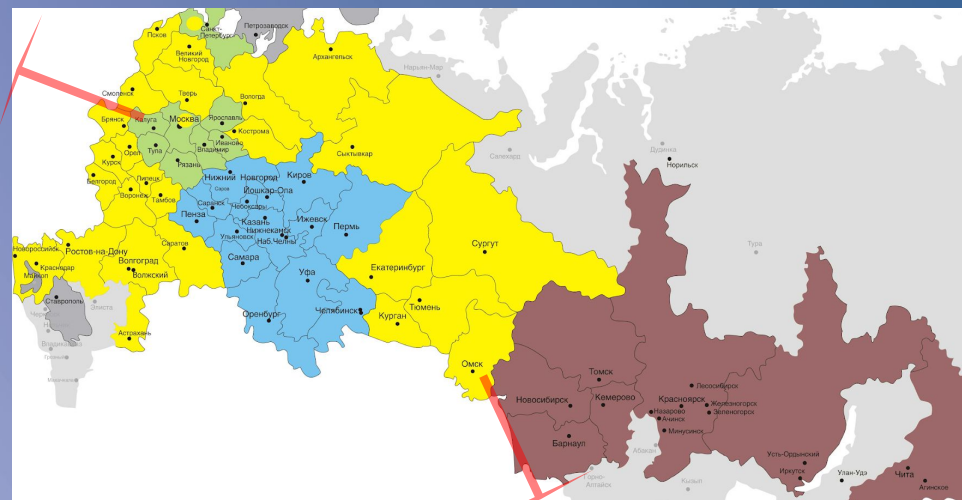 Петрозаводск
Санкт-
Петербург
Псков
Великий
Новгород
Архангельск
Нарьян-Мар
Смоленск
Тверь
Вологда
Брянск
Калуга
Москва
Ярославль
Кострома
Иваново
Владимир
Орел
Тула
Рязань
Сыктывкар
Салехард
Дудинка
Норильск
Курск
Белгород
Липецк
Воронеж
Тамбов
Нижний Новгород
Киров
Саров
Йошкар-Ола
Саранск
Чебоксары
Пенза
Казань
Ижевск
Пермь
Ульяновск
Нижнекамск
Наб.Челны
Саратов
Самара
Сургут
Тура
Новороссийск
Ростов-на-Дону
Краснодар
Майкоп
Волгоград
Волжский
Уфа
Екатеринбург
Ставрополь
Элиста
Тюмень
Оренбург
Челябинск
Курган
Астрахань
Омск
Томск
Лесосибирск
Новосибирск
Кемерово
Красноярск
Железногорск
Зеленогорск
Назарово
Ачинск
Минусинск
Барнаул
Абакан
Усть-Ордынский
Горно-
Алтайск
Кызыл
Иркутск
Улан-Удэ
Чита
Агинское